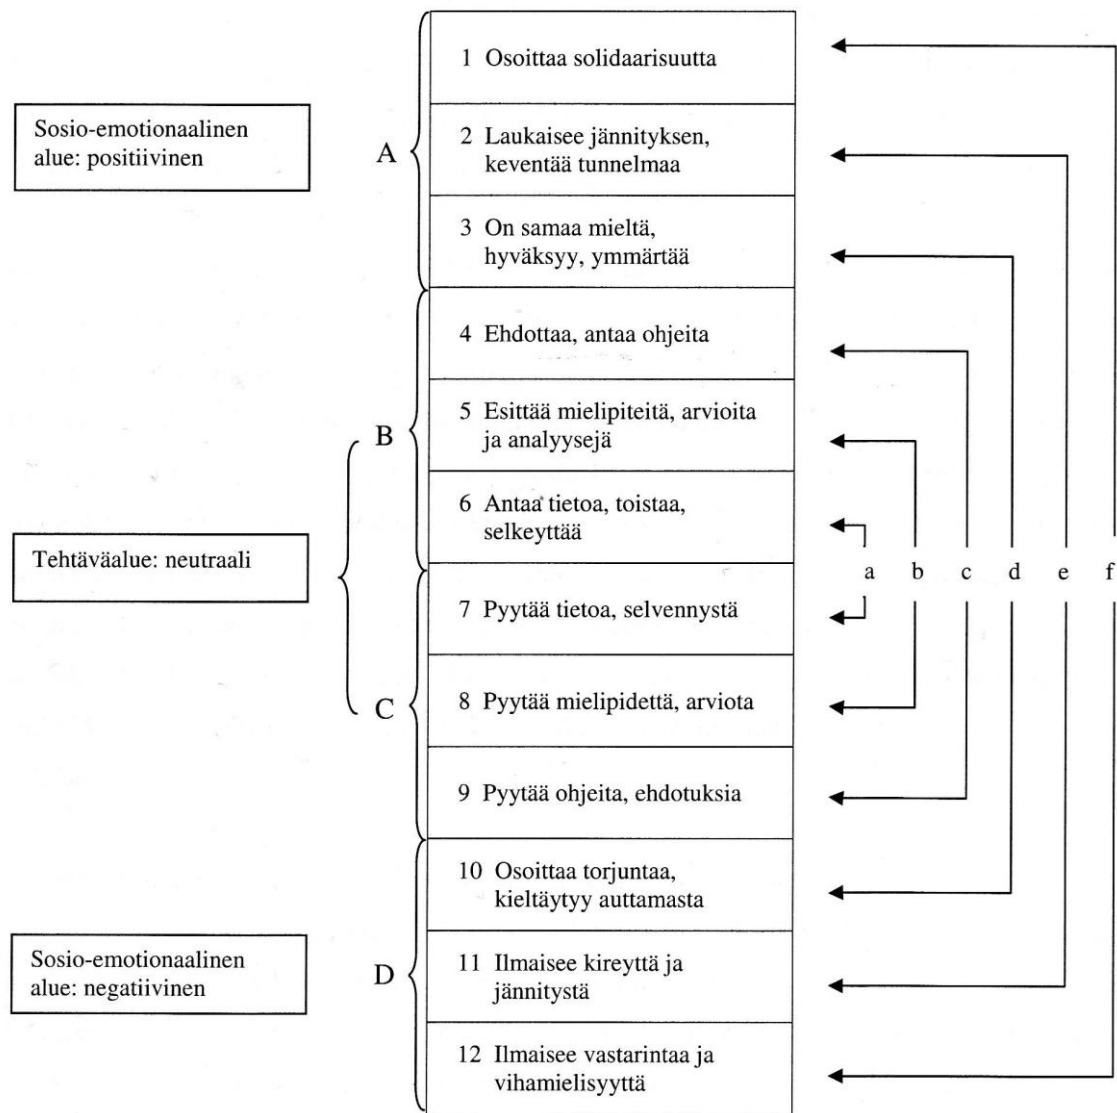 1 Osoittaa solidaarisuutta
Sosio-emotionaalinen
alue: positiivinen
A
2 Laukaisee jännityksen,
keventää tunnelmaa
3 On samaa mieltä,
hyväksyy, ymmärtää
4 Ehdottaa, antaa ohjeita
B
5 Esittää mielipiteitä, arvioita
ja analyysejä
6 Antaa tietoa, toistaa,
selkeyttää
Tehtäväalue: neutraali
a b c d e f
7 Pyytää tietoa, selvennystä
C
8 Pyytää mielipidettä, arviota
9 Pyytää ohjeita, ehdotuksia
10 Osoittaa torjuntaa,
kieltäytyy auttamasta
Sosio-emotionaalinen
alue: negatiivinen
D
11 Ilmaisee kireyttä ja
jännitystä
12 Ilmaisee vastarintaa ja
vihamielisyyttä